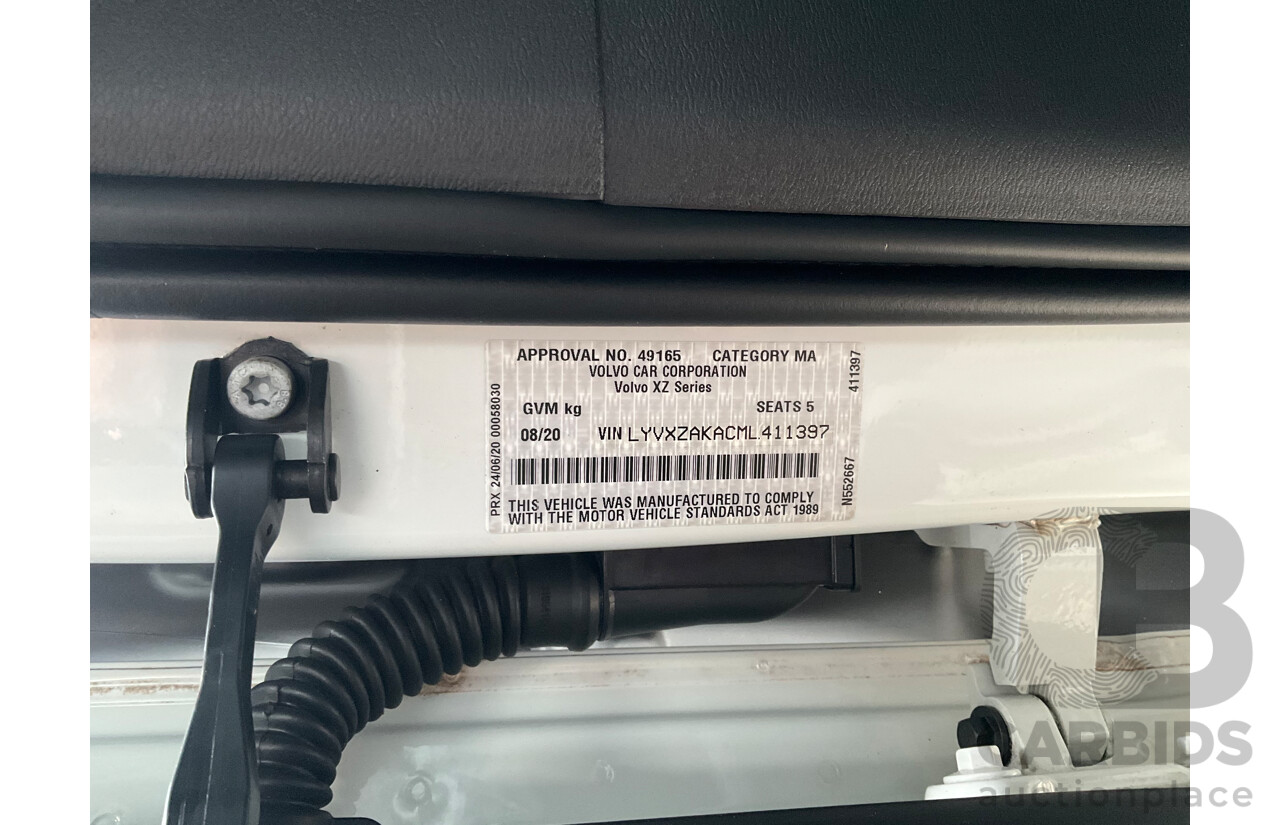 APPROVAL NO. 49165 CATEGORY MA
VOLVO CAR CORPORATION
Volvo XZ Series
GVM kg SEATS 5
08/20 VIN LYVXZAKACML411397
THIS VEHICLE WAS MANUFACTURED TO COMPLY
WITH THE MOTOR VEHICLE STANDARDS ACT 1989
PRX 24/06/20 00058030
411397
N552667
CARBIDS
auctionplace